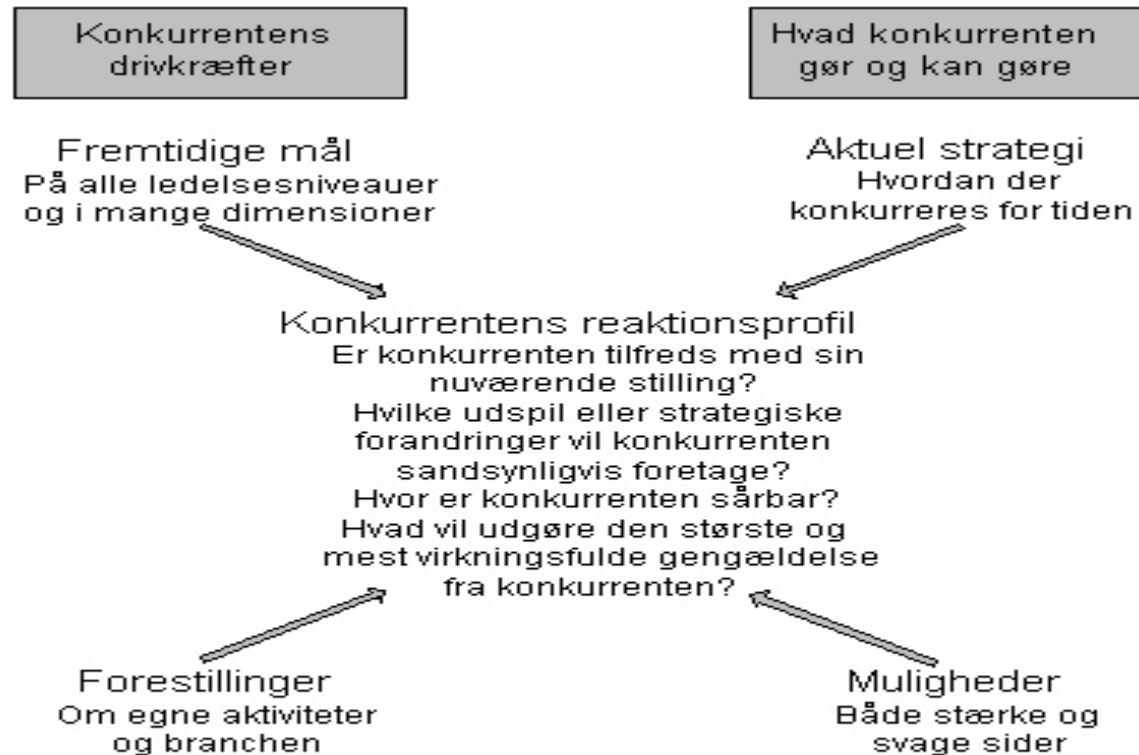 Konkurrentens
drivkræfter
Hvad konkurrenten
gør og kan gøre
Fremtidige mål
På alle ledelsesniveauer
og i mange dimensioner
Aktuel strategi
Hvordan der
konkurreres for tiden
Konkurrentens reaktionsprofil
Er konkurrenten tilfreds med sin
nuværende stilling?
Hvilke udspil eller strategiske
forandringer vil konkurrenten
sandsynligvis foretage?
Hvor er konkurrenten sårbar?
Hvad vil udgøre den største og
mest virkningsfulde gengældelse
fra konkurrenten?
Forestillinger
Om egne aktiviteter
og branchen
Muligheder
Både stærke og
svage sider